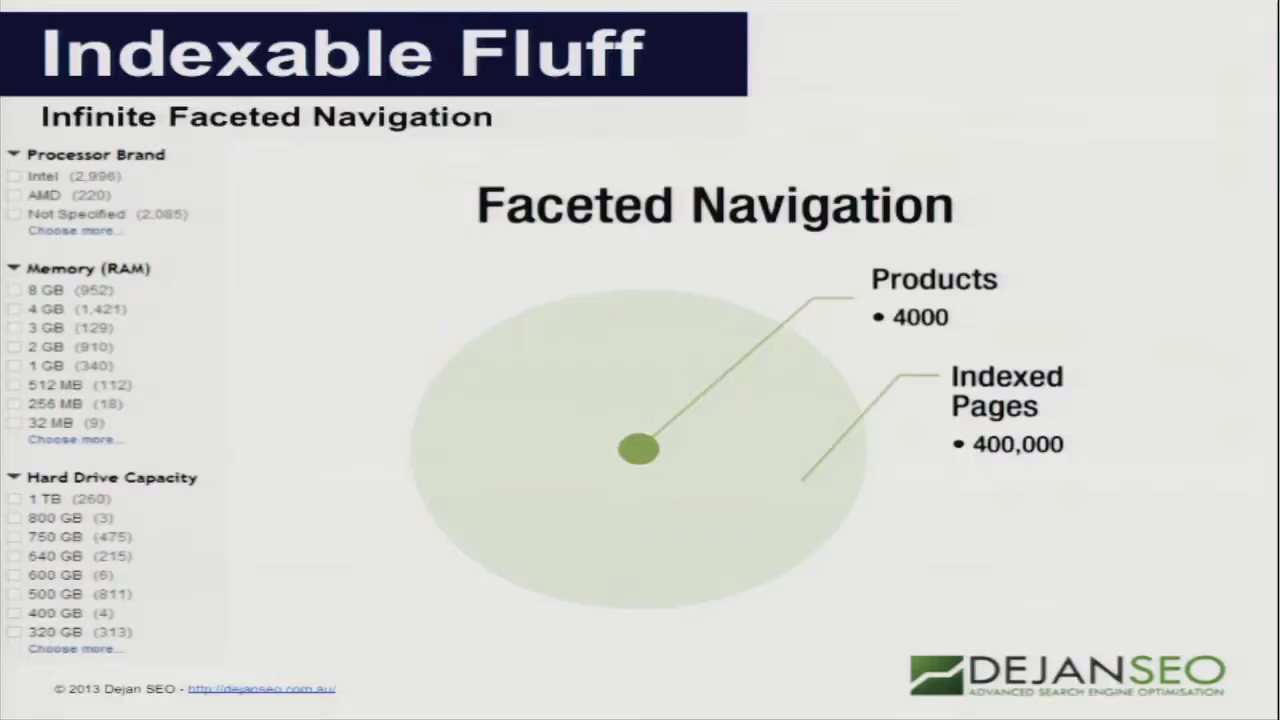 Indexable Fluff
Infinite Faceted Navigation
Processor Brand
Intel (2,996)
AMD (220)
Not Specified (2,085)
Choose more...
Memory (RAM)
8 GB (952)
4 GB (1,421)
3 GB (129)
2 GB (910)
1 GB (340)
512 MB (112)
256 MB (18)
32 MB (9)
Choose more...
Hard Drive Capacity
1 TB (260)
800 GB (3)
750 GB (475)
640 GB (215)
600 GB (6)
500 GB (811)
400 GB (4)
320 GB (313)
Choose more...
Faceted Navigation
Products
• 4000
Indexed
Pages
• 400,000
© 2013 Dejan SEO - http://dejanseo.com.au/
DEJANSEO
ADVANCED SEARCH ENGINE OPTIMISATION